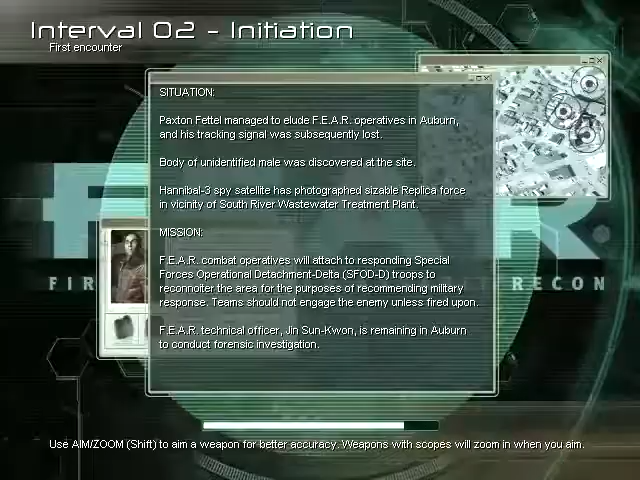 Interval 02 - Initiation
First encounter
SITUATION:
Paxton Fettel managed to elude F.E.A.R. operatives in Auburn,
and his tracking signal was subsequently lost.
Body of unidentified male was discovered at the site.
Hannibal-3 spy satellite has photographed sizable Replica force
in vicinity of South River Wastewater Treatment Plant.
MISSION:
F.E.A.R. combat operatives will attach to responding Special
Forces Operational Detachment-Delta (SFOD-D) troops to
reconnoiter the area for the purposes of recommending military
response. Teams should not engage the enemy unless fired upon.
F.E.A.R. technical officer, Jin Sun-Kwon, is remaining in Auburn
to conduct forensic investigation.
RECON
Use AIM/ZOOM (Shift) to aim a weapon for better accuracy. Weapons with scopes will zoom in when you aim.